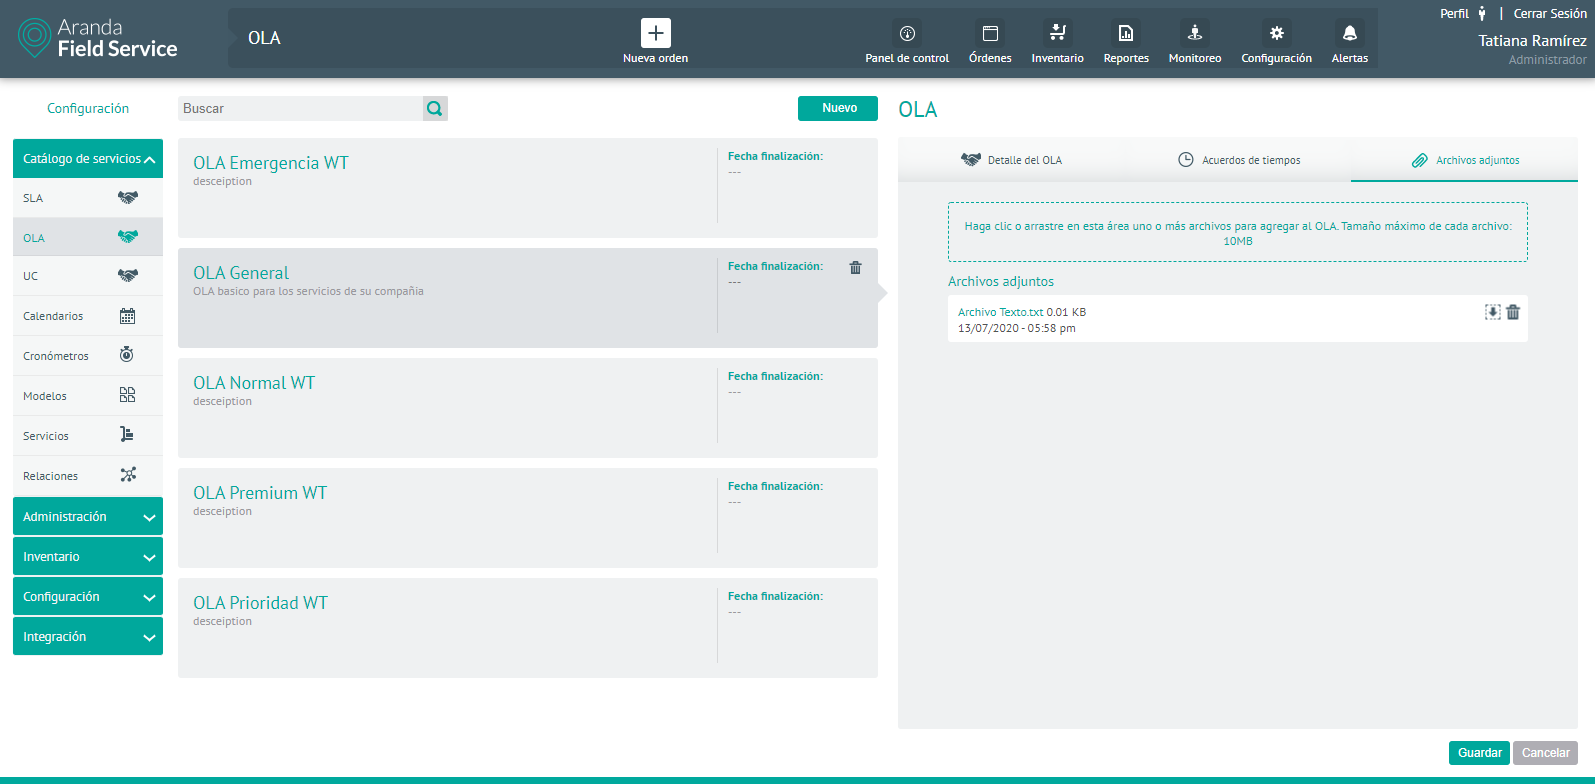 Aranda
Field Service
OLA
Nueva orden
Panel de control
Órdenes
Inventario
Reportes
Monitoreo
Configuración
Alertas
Perfil | Cerrar Sesión
Tatiana Ramírez
Administrador
Configuración
Catálogo de servicios
SLA
OLA
UC
Calendarios
Cronómetros
Modelos
Servicios
Relaciones
Administración
Inventario
Configuración
Integración
Buscar
Nuevo
OLA Emergencia WT
desceiption
Fecha finalización:
---
OLA General
OLA basico para los servicios de su compañia
Fecha finalización:
---
OLA Normal WT
desceiption
Fecha finalización:
---
OLA Premium WT
desceiption
Fecha finalización:
---
OLA Prioridad WT
desceiption
Fecha finalización:
---
OLA
Detalle del OLA
Acuerdos de tiempos
Archivos adjuntos
Haga clic o arrastre en esta área uno o más archivos para agregar al OLA. Tamaño máximo de cada archivo:
10MB
Archivos adjuntos
Archivo Texto.txt 0.01 KB
13/07/2020 - 05:58 pm
Guardar
Cancelar